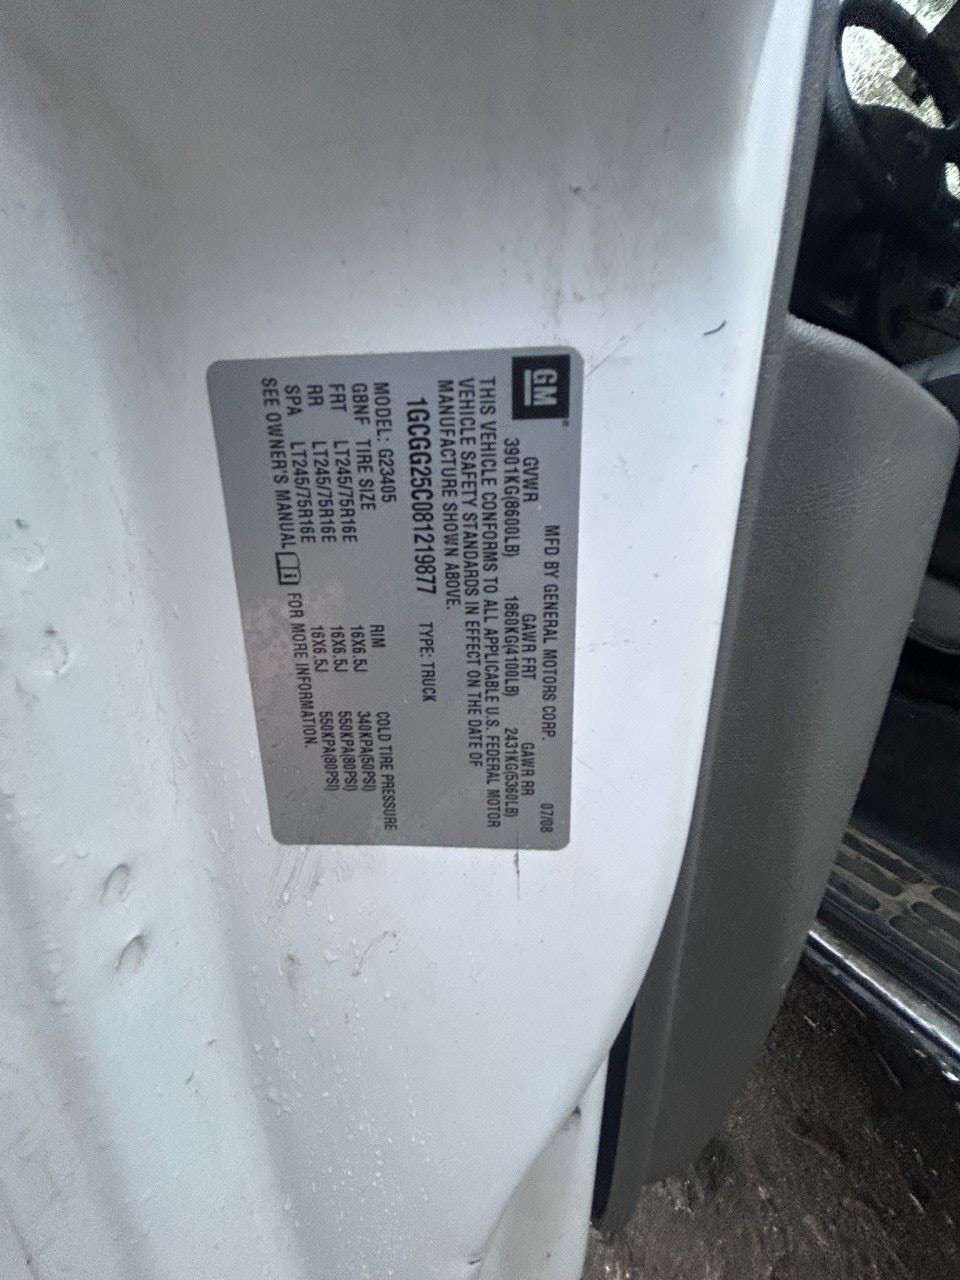 GM®
MFD BY GENERAL MOTORS CORP. 07/08
GVWR GAWR FRT GAWR RR
3901KG(8600LB) 1860KG(4100LB) 2431KG(5360LB)
THIS VEHICLE CONFORMS TO ALL APPLICABLE U.S. FEDERAL MOTOR
VEHICLE SAFETY STANDARDS IN EFFECT ON THE DATE OF
MANUFACTURE SHOWN ABOVE.
1GCGG25C081219877 TYPE: TRUCK
MODEL: G23405
GBNF TIRE SIZE RIM COLD TIRE PRESSURE
FRT LT245/75R16E 16X6.5J 340KPA(50PSI)
RR LT245/75R16E 16X6.5J 550KPA(80PSI)
SPA LT245/75R16E 16X6.5J 550KPA(80PSI)
SEE OWNER'S MANUAL i FOR MORE INFORMATION.